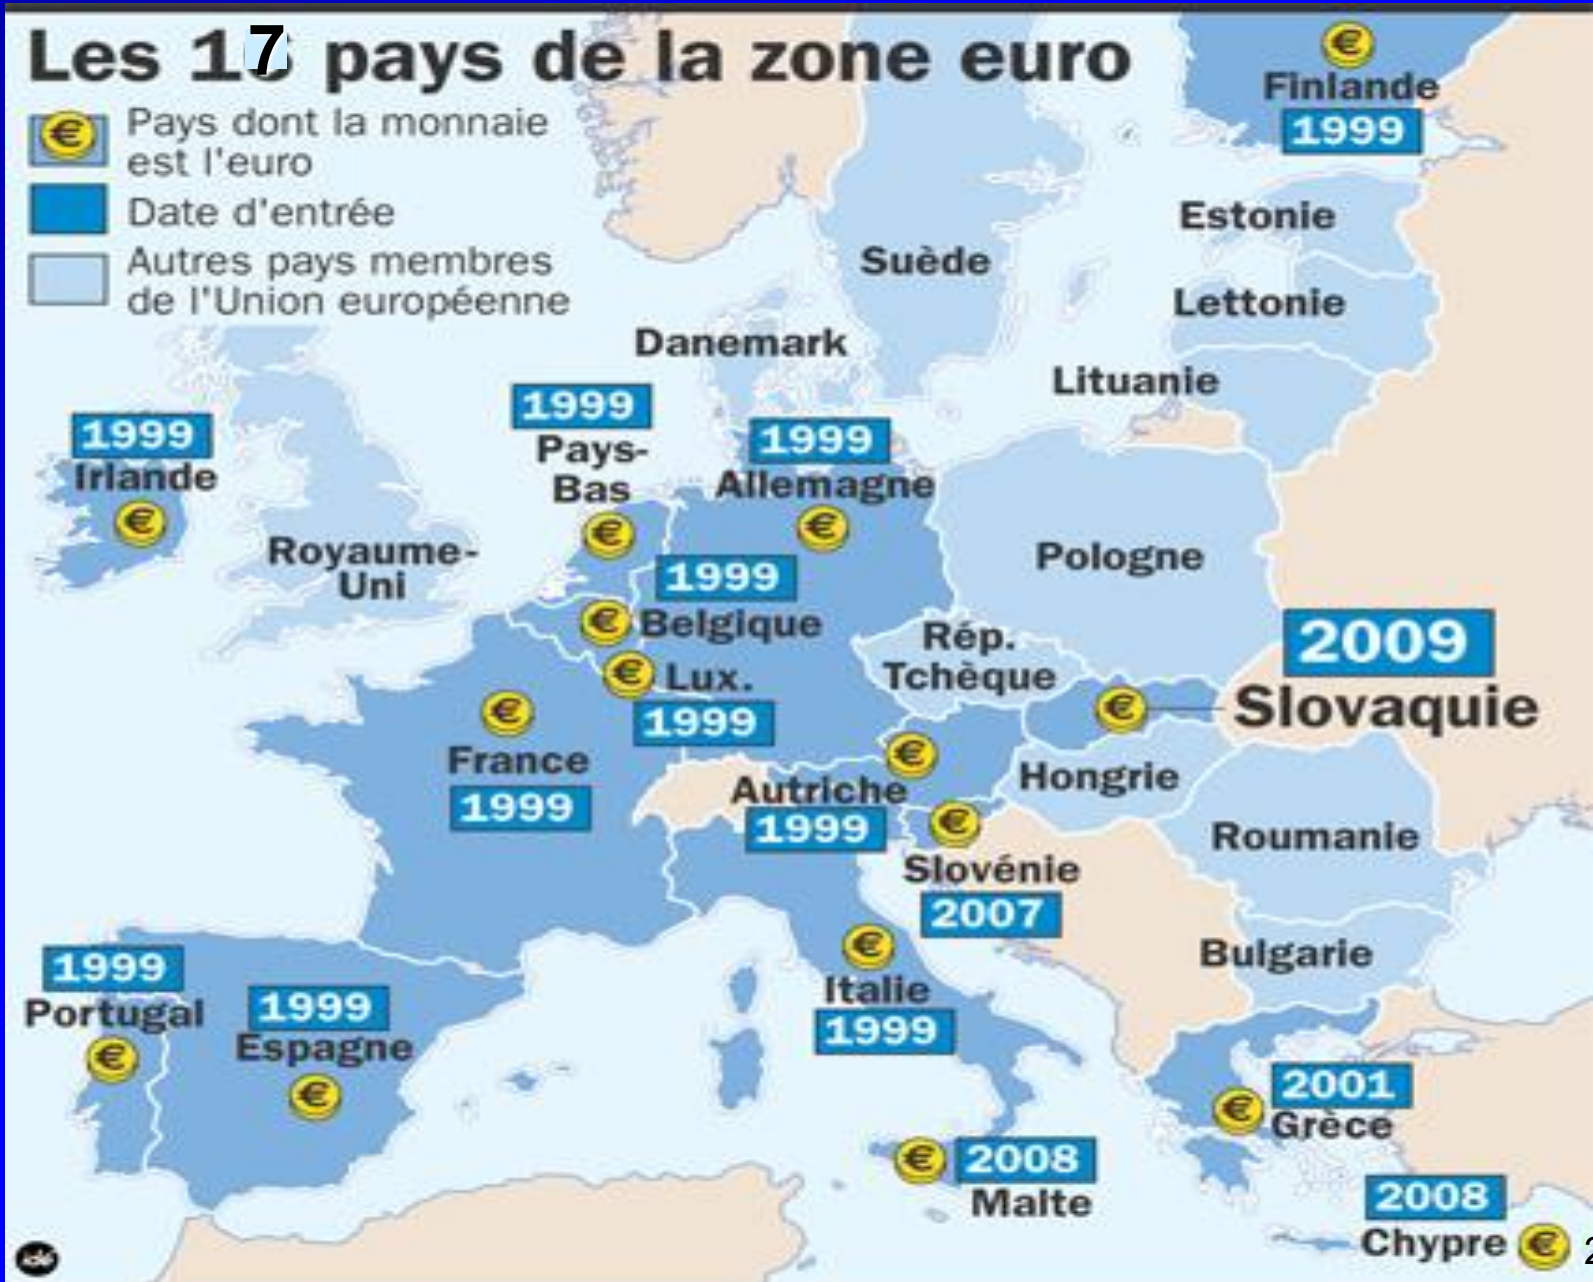 Les 17 pays de la zone euro
Pays dont la monnaie
est l'euro
Date d'entrée
Autres pays membres
de l'Union européenne
Finlande
1999
Estonie
Suède
Lettonie
Danemark
Lituanie
1999
Pays-
Bas
1999
Allemagne
1999
Irlande
Royaume-
Uni
Pologne
1999
Belgique
Rép.
Tchèque
2009
Slovaquie
Lux.
1999
France
1999
Autriche
1999
Hongrie
Roumanie
Slovénie
2007
Bulgarie
1999
Portugal
1999
Espagne
Italie
1999
2001
Grèce
2008
Malte
2008
Chypre
idé